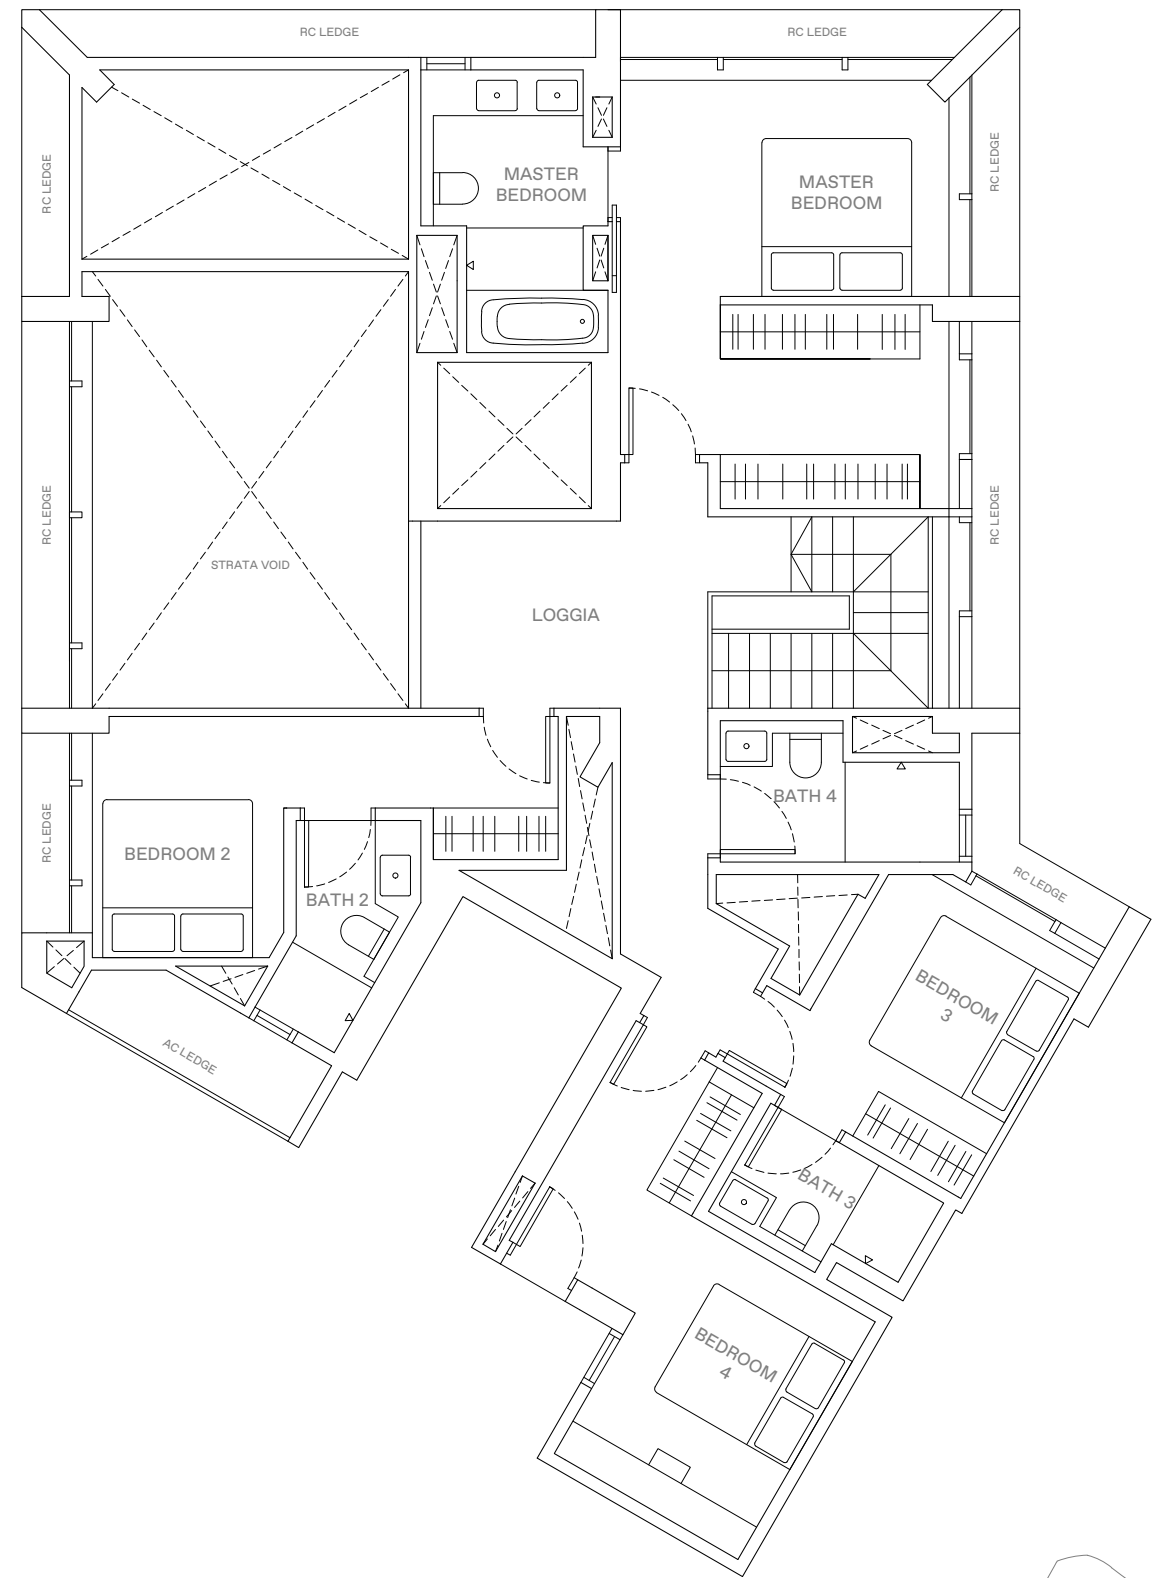 RC LEDGE
RC LEDGE
RC LEDGE
MASTER
BEDROOM
MASTER
BEDROOM
RC LEDGE
RC LEDGE
STRATA VOID
LOGGIA
RC LEDGE
RC LEDGE
BEDROOM 2
BATH 2
BATH 4
RC LEDGE
BEDROOM
3
AC LEDGE
BATH 3
BEDROOM
4